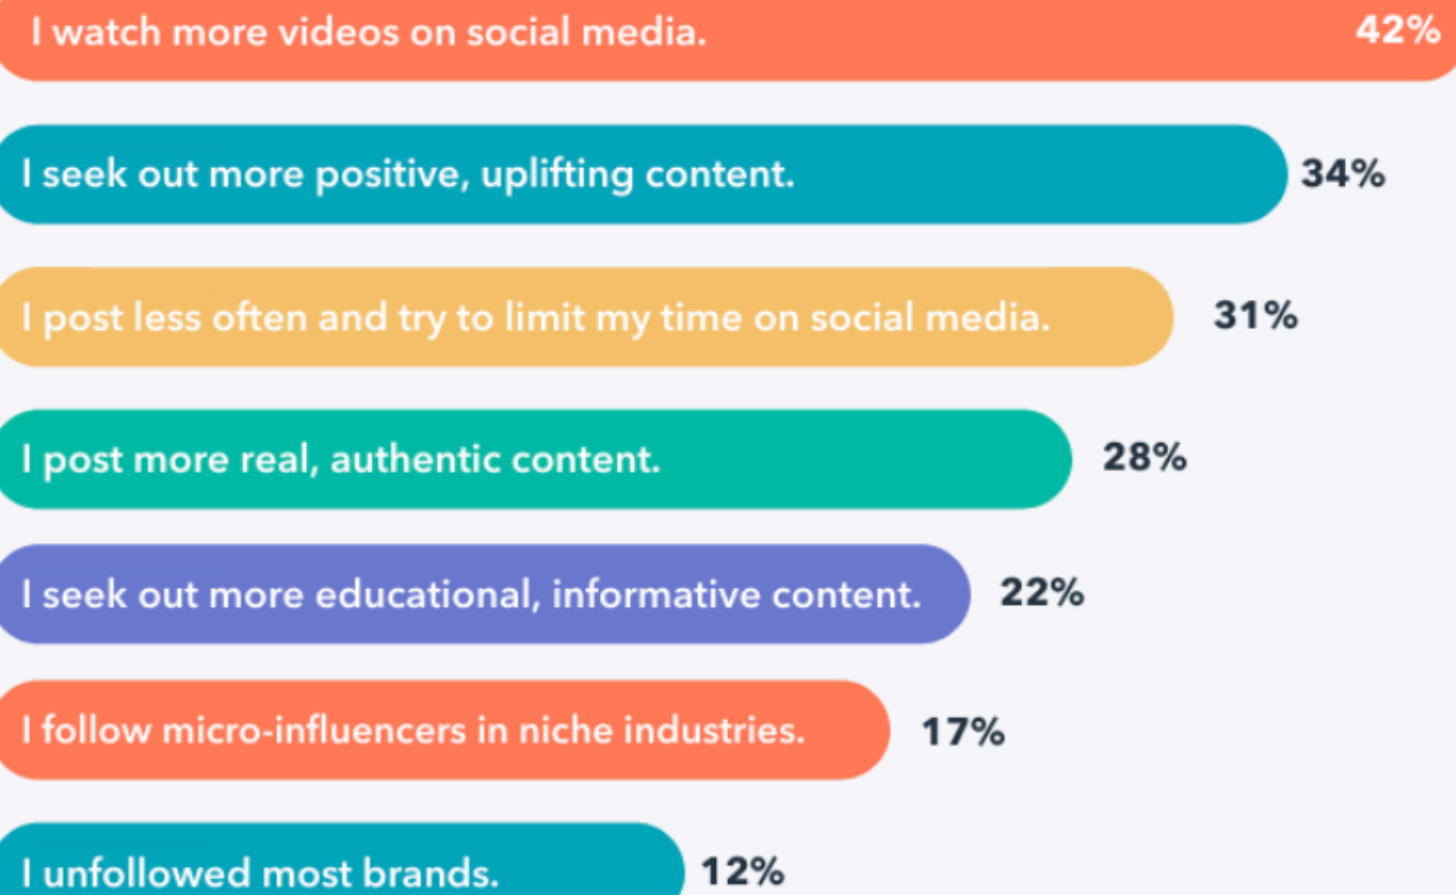 I watch more videos on social media. 42%
I seek out more positive, uplifting content. 34%
I post less often and try to limit my time on social media. 31%
I post more real, authentic content. 28%
I seek out more educational, informative content. 22%
I follow micro-influencers in niche industries. 17%
I unfollowed most brands. 12%